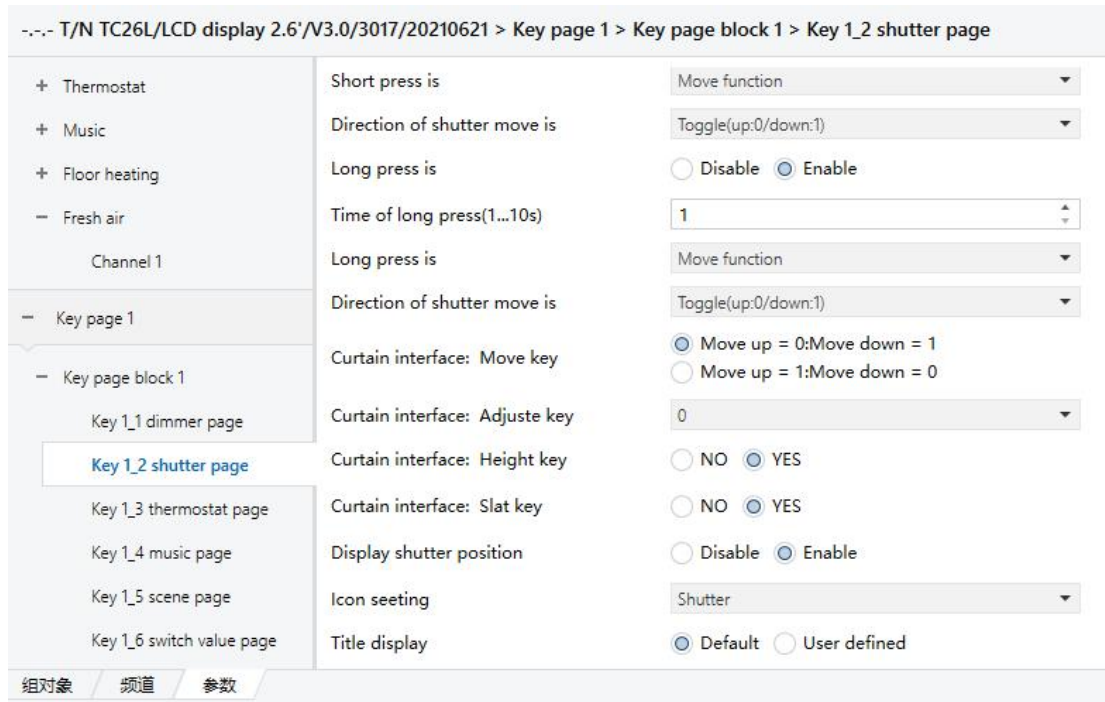 -.-.- T/N TC26L/LCD display 2.6'/V3.0/3017/20210621 > Key page 1 > Key page block 1 > Key 1_2 shutter page
+ Thermostat
+ Music
+ Floor heating
− Fresh air
Channel 1
− Key page 1
− Key page block 1
Key 1_1 dimmer page
Key 1_2 shutter page
Key 1_3 thermostat page
Key 1_4 music page
Key 1_5 scene page
Key 1_6 switch value page
Short press is Move function
Direction of shutter move is Toggle(up:0/down:1)
Long press is Disable Enable
Time of long press(1...10s) 1
Long press is Move function
Direction of shutter move is Toggle(up:0/down:1)
Curtain interface: Move key Move up = 0:Move down = 1
Move up = 1:Move down = 0
Curtain interface: Adjuste key 0
Curtain interface: Height key NO YES
Curtain interface: Slat key NO YES
Display shutter position Disable Enable
Icon seeting Shutter
Title display Default User defined
组对象 频道 参数